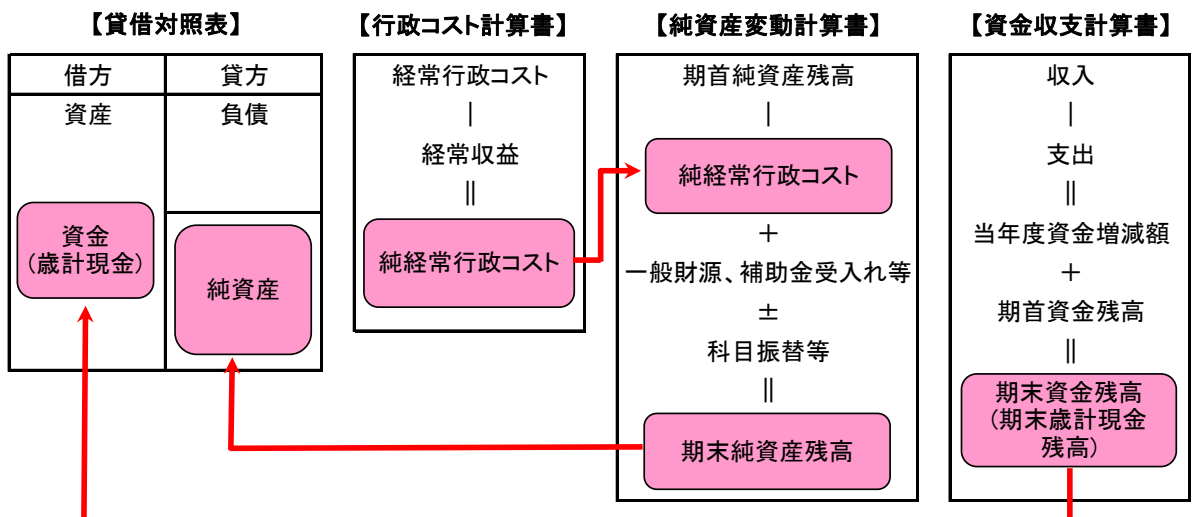 【貸借対照表】
借方
貸方
資産
負債
資金
(歳計現金)
純資産
【行政コスト計算書】
経常行政コスト
|
経常収益
||
純経常行政コスト
【純資産変動計算書】
期首純資産残高
|
純経常行政コスト
＋
一般財源、補助金受入れ等
±
科目振替等
||
期末純資産残高
【資金収支計算書】
収入
|
支出
||
当年度資金増減額
＋
期首資金残高
||
期末資金残高
(期末歳計現金
残高)